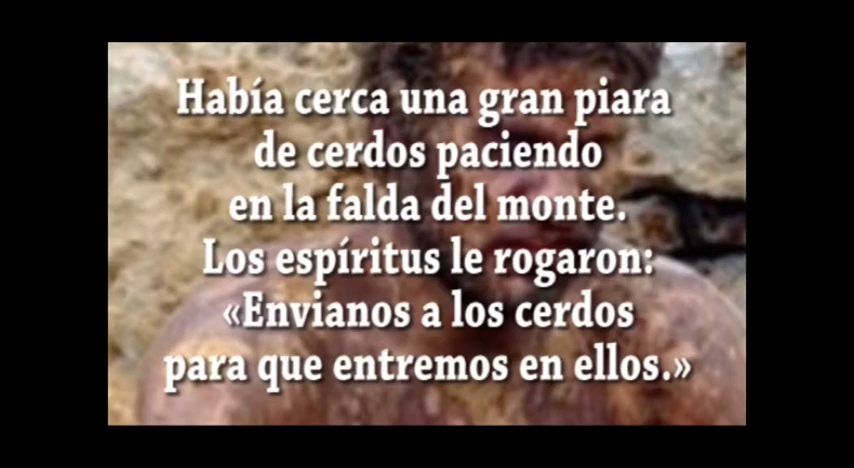 Había cerca una gran piara
de cerdos paciendo
en la falda del monte.
Los espíritus le rogaron:
«Envianos a los cerdos
para que entremos en ellos.»